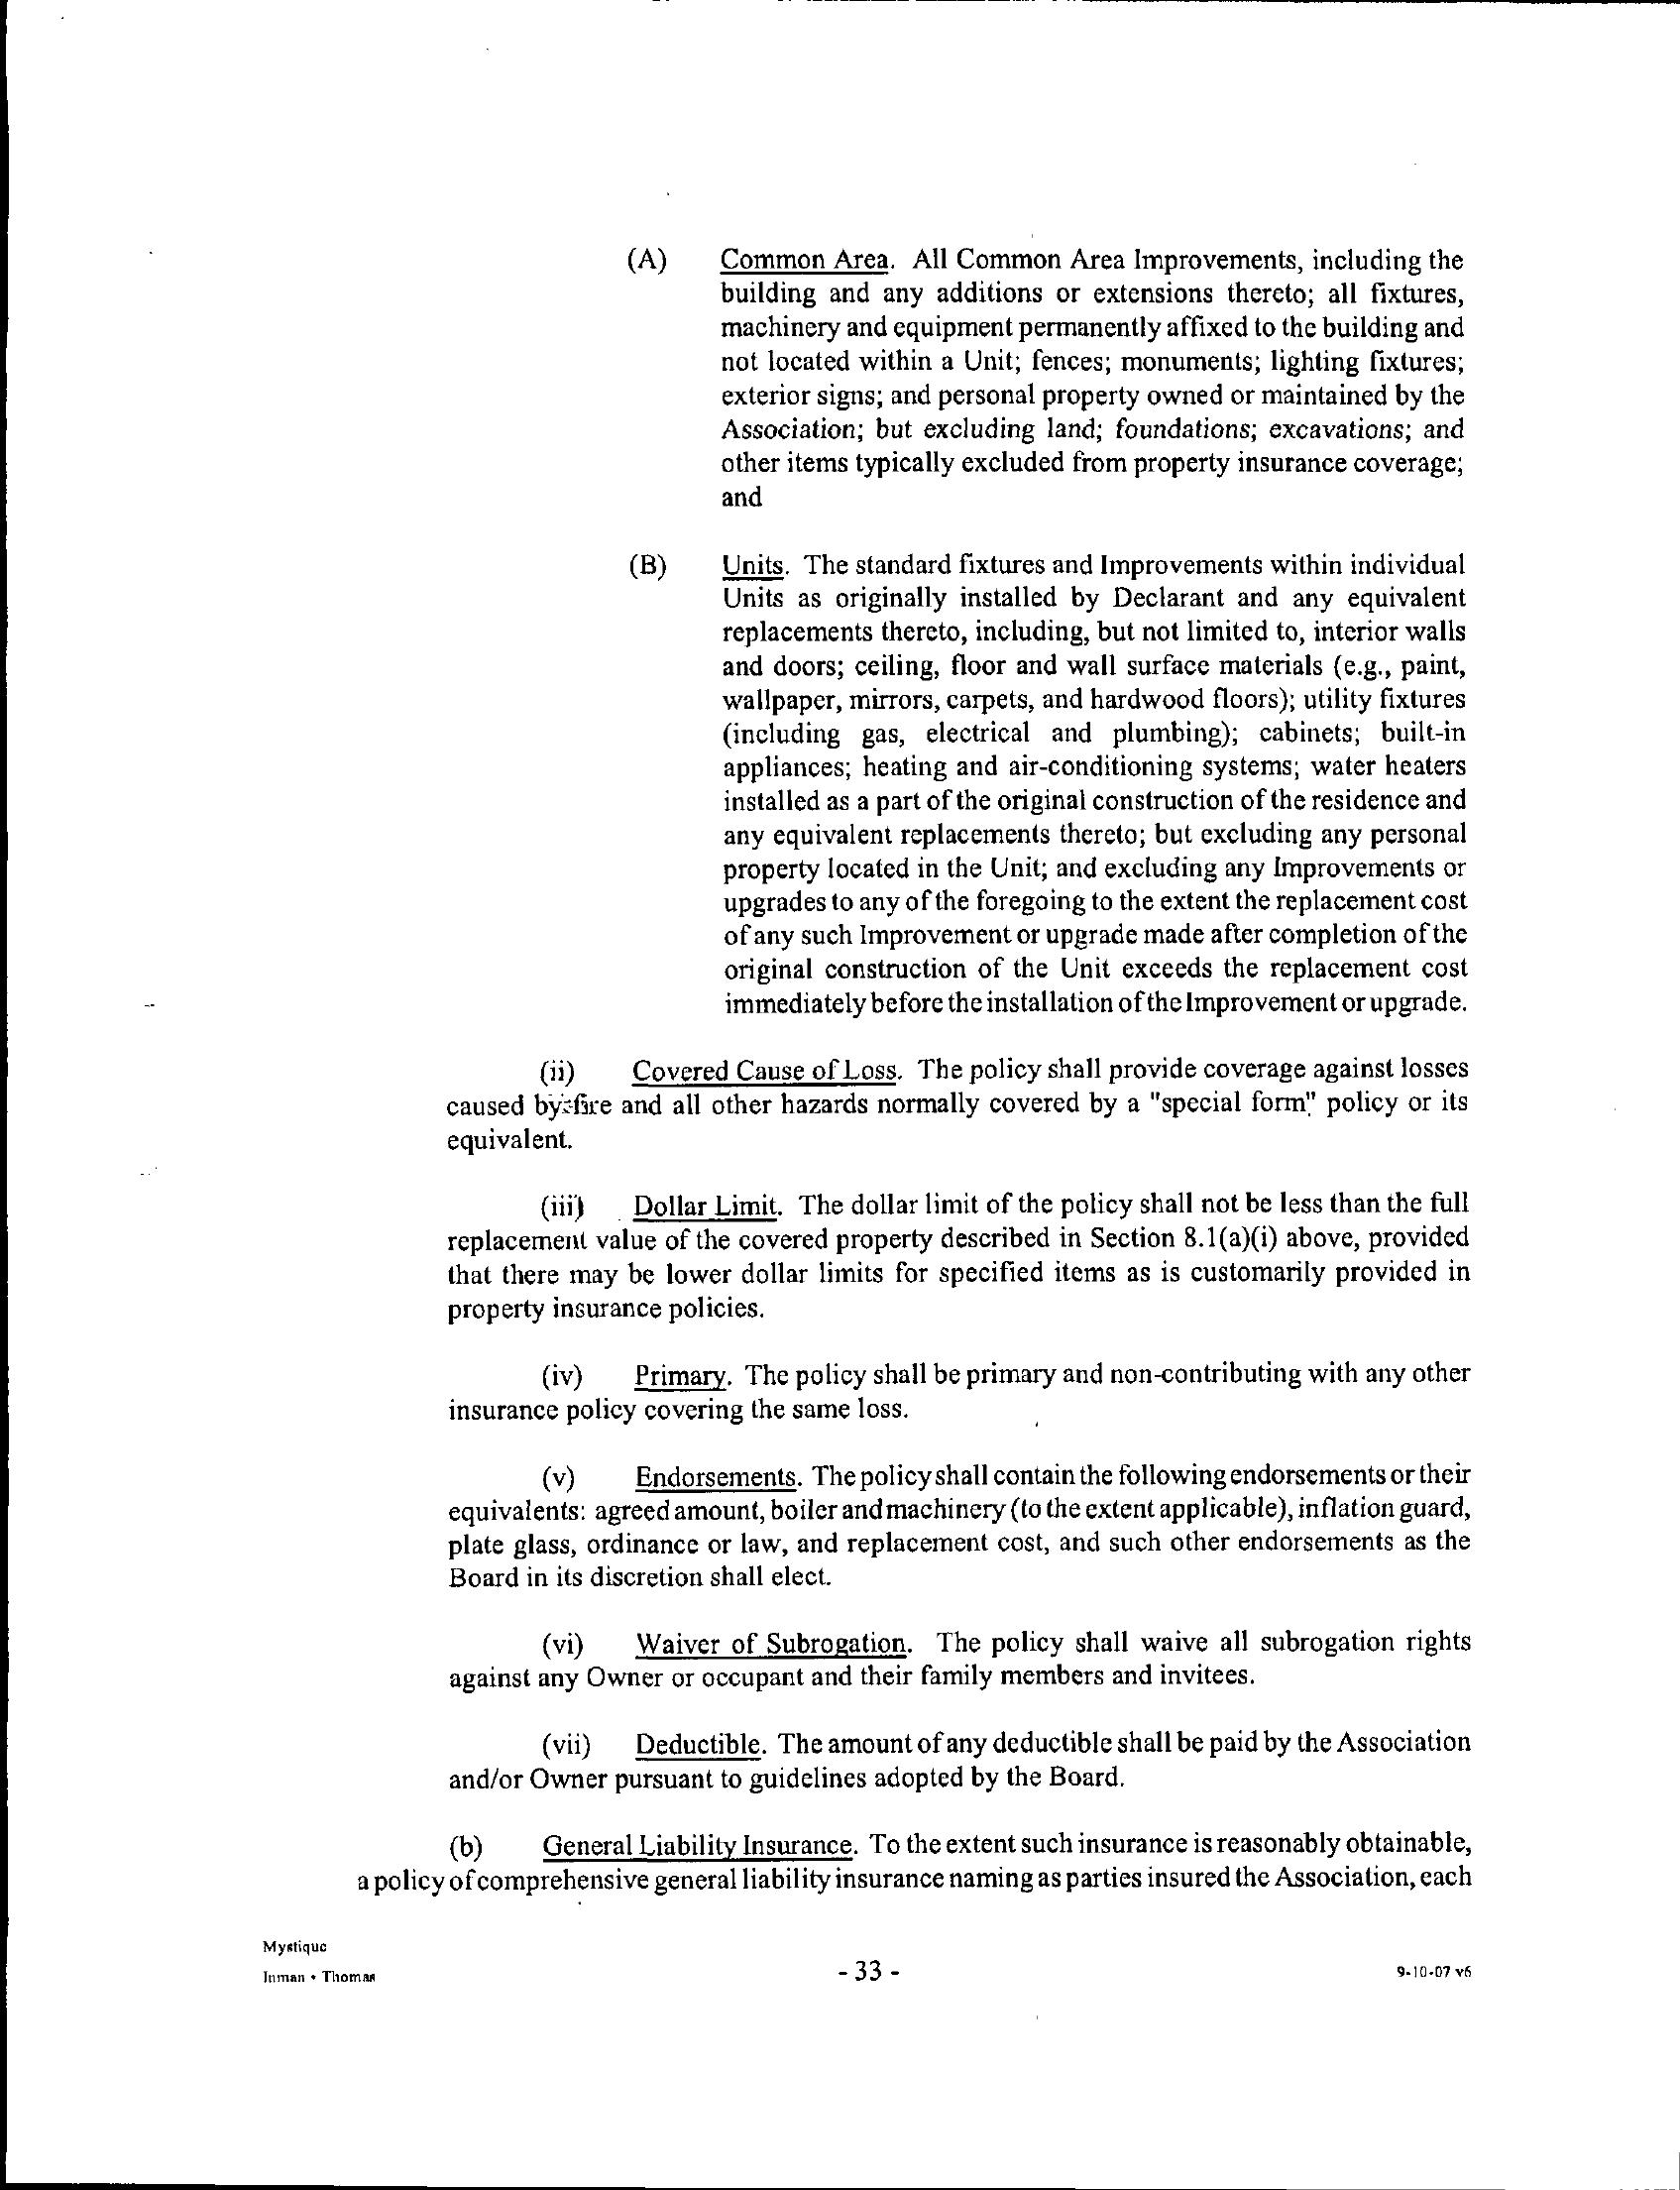 (A) Common Area. All Common Area Improvements, including the
building and any additions or extensions thereto; all fixtures,
machinery and equipment permanently affixed to the building and
not located within a Unit; fences; monuments; lighting fixtures;
exterior signs; and personal property owned or maintained by the
Association; but excluding land; foundations; excavations; and
other items typically excluded from property insurance coverage;
and
(B) Units. The standard fixtures and Improvements within individual
Units as originally installed by Declarant and any equivalent
replacements thereto, including, but not limited to, interior walls
and doors; ceiling, floor and wall surface materials (e.g., paint,
wallpaper, mirrors, carpets, and hardwood floors); utility fixtures
(including gas, electrical and plumbing); cabinets; built-in
appliances; heating and air-conditioning systems; water heaters
installed as a part of the original construction of the residence and
any equivalent replacements thereto; but excluding any personal
property located in the Unit; and excluding any Improvements or
upgrades to any of the foregoing to the extent the replacement cost
of any such Improvement or upgrade made after completion of the
original construction of the Unit exceeds the replacement cost
immediately before the installation of the Improvement or upgrade.
(ii) Covered Cause of Loss. The policy shall provide coverage against losses
caused by fire and all other hazards normally covered by a "special form" policy or its
equivalent.
(iii) Dollar Limit. The dollar limit of the policy shall not be less than the full
replacement value of the covered property described in Section 8.1(a)(i) above, provided
that there may be lower dollar limits for specified items as is customarily provided in
property insurance policies.
(iv) Primary. The policy shall be primary and non-contributing with any other
insurance policy covering the same loss.
(v) Endorsements. The policy shall contain the following endorsements or their
equivalents: agreed amount, boiler and machinery (to the extent applicable), inflation guard,
plate glass, ordinance or law, and replacement cost, and such other endorsements as the
Board in its discretion shall elect.
(vi) Waiver of Subrogation. The policy shall waive all subrogation rights
against any Owner or occupant and their family members and invitees.
(vii) Deductible. The amount of any deductible shall be paid by the Association
and/or Owner pursuant to guidelines adopted by the Board.
(b) General Liability Insurance. To the extent such insurance is reasonably obtainable,
a policy of comprehensive general liability insurance naming as parties insured the Association, each
Mystique
Inman • Thomas
- 33 -
9-10-07 v6